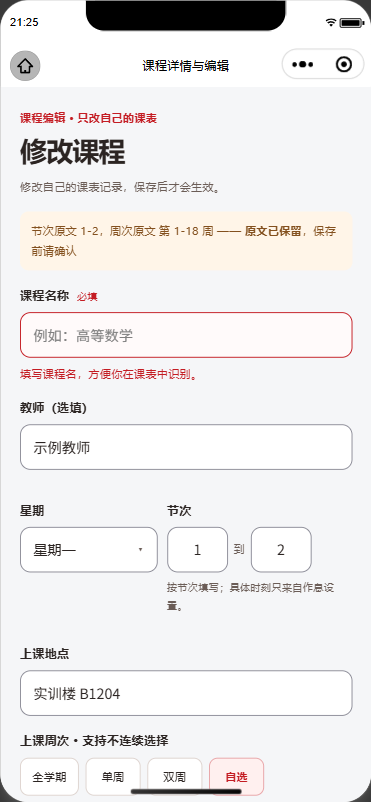 21:25
课程详情与编辑
课程编辑·只改自己的课表
修改课程
修改自己的课表记录，保存后才会生效。
节次原文 1-2，周次原文 第 1-18 周 —— 原文已保留，保存
前请确认
课程名称 必填
例如：高等数学
填写课程名，方便你在课表中识别。
教师（选填）
示例教师
星期 节次
星期一 1 到 2
按节次填写；具体时刻只来自作息设
置。
上课地点
实训楼 B1204
上课周次·支持不连续选择
全学期 单周 双周 自选